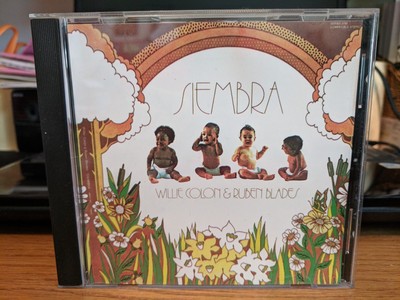 SIEMBRA
WILLIE COLON & RUBEN BLADES